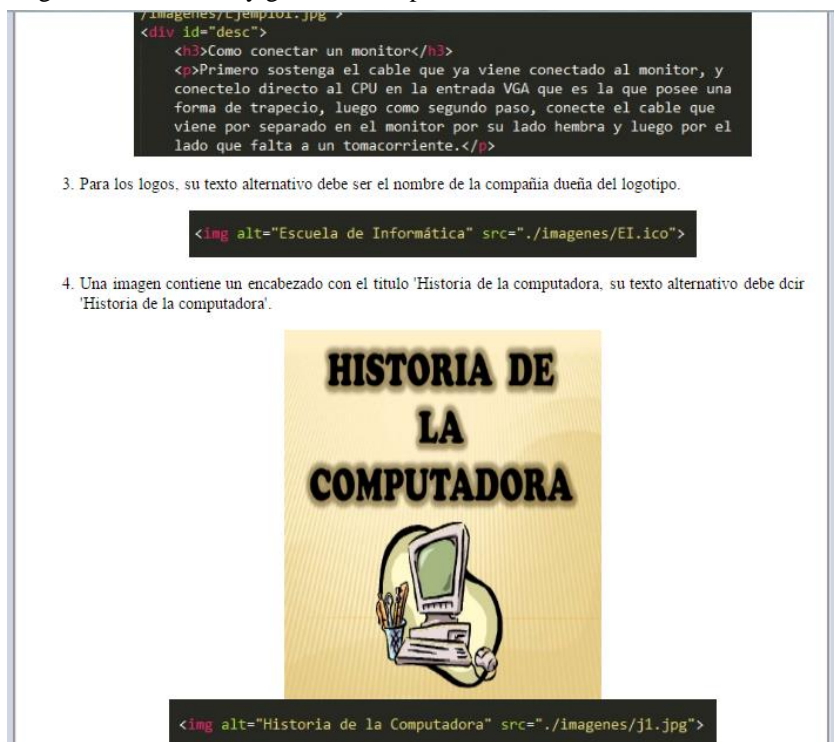 /imagenes/Ejemplo1.jpg">
<div id="desc">
<h3>Como conectar un monitor</h3>
<p>Primero sostenga el cable que ya viene conectado al monitor, y
conectelo directo al CPU en la entrada VGA que es la que posee una
forma de trapecio, luego como segundo paso, conecte el cable que
viene por separado en el monitor por su lado hembra y luego por el
lado que falta a un tomacorriente.</p>
3. Para los logos, su texto alternativo debe ser el nombre de la compañia dueña del logotipo.
<img alt="Escuela de Informática" src="./imagenes/EI.ico">
4. Una imagen contiene un encabezado con el titulo 'Historia de la computadora, su texto alternativo debe dcir
'Historia de la computadora'.
HISTORIA DE
LA
COMPUTADORA
<img alt="Historia de la Computadora" src="./imagenes/j1.jpg">